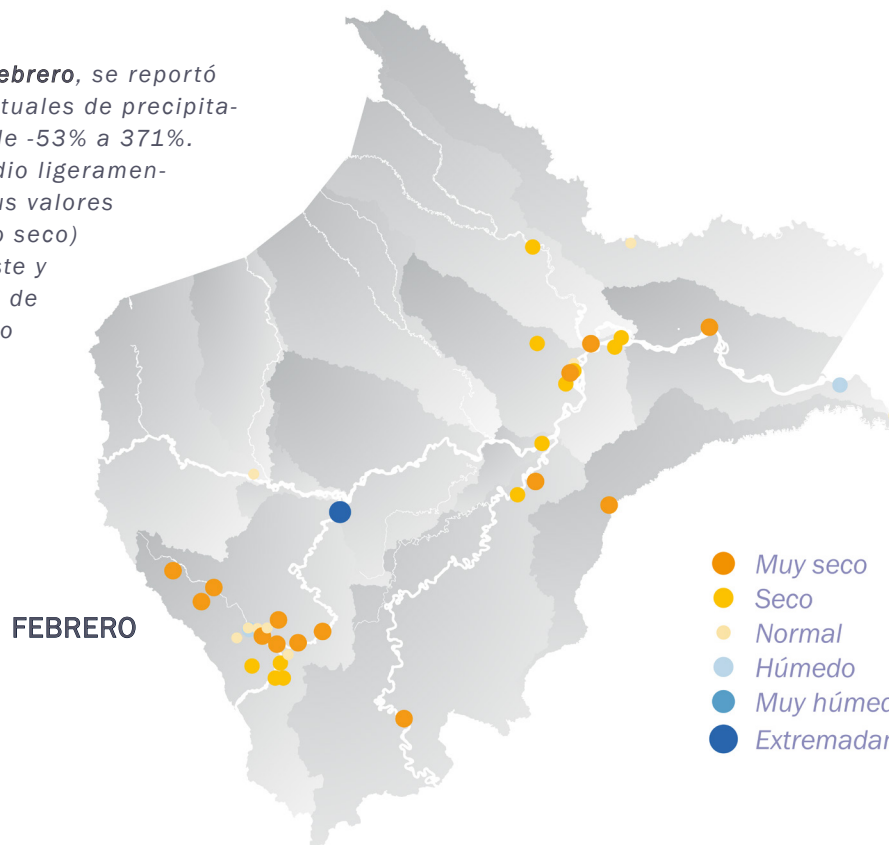 ebrero, se reportó
tuales de precipita-
de -53% a 371%.
dio ligeramen-
us valores
o seco)
ste y
de
o
FEBRERO
Muy seco
Seco
Normal
Húmedo
Muy húmed
Extremadar